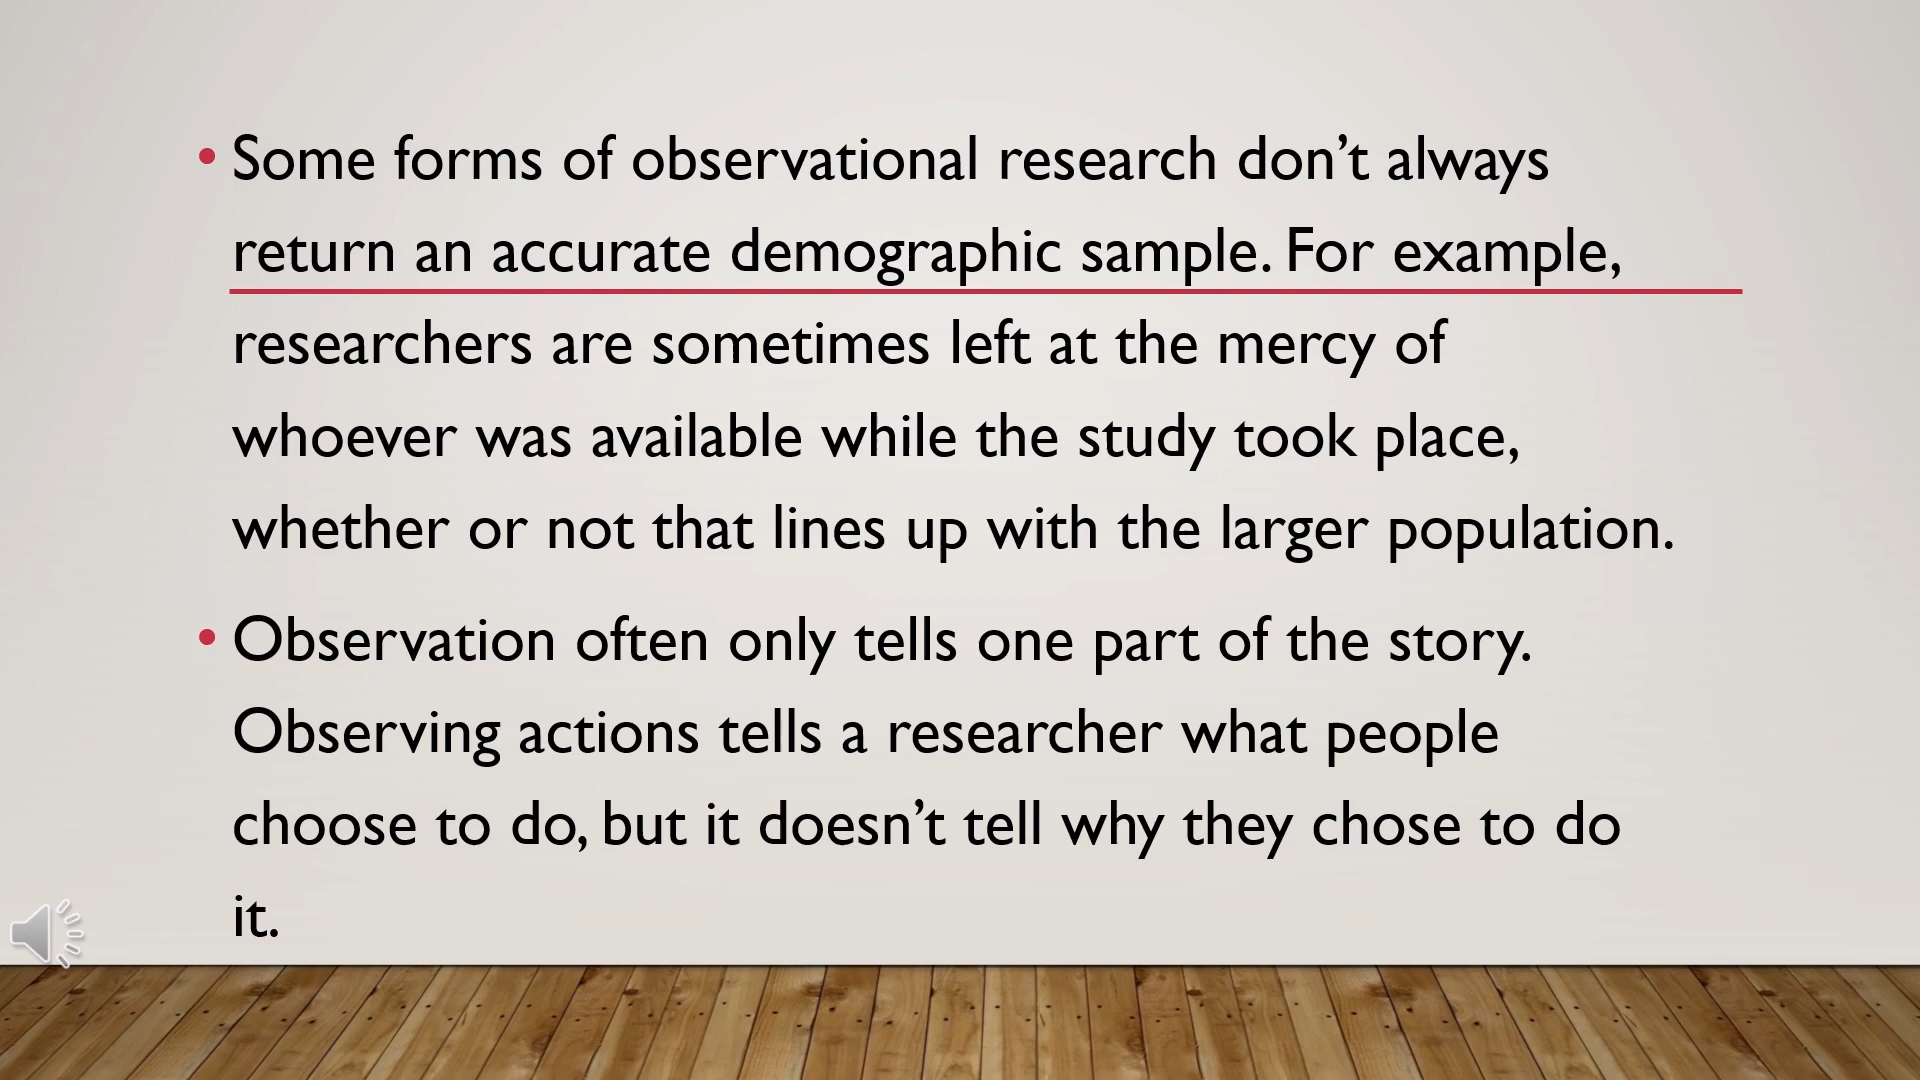 • Some forms of observational research don’t always
return an accurate demographic sample. For example,
researchers are sometimes left at the mercy of
whoever was available while the study took place,
whether or not that lines up with the larger population.
• Observation often only tells one part of the story.
Observing actions tells a researcher what people
choose to do, but it doesn’t tell why they chose to do
it.